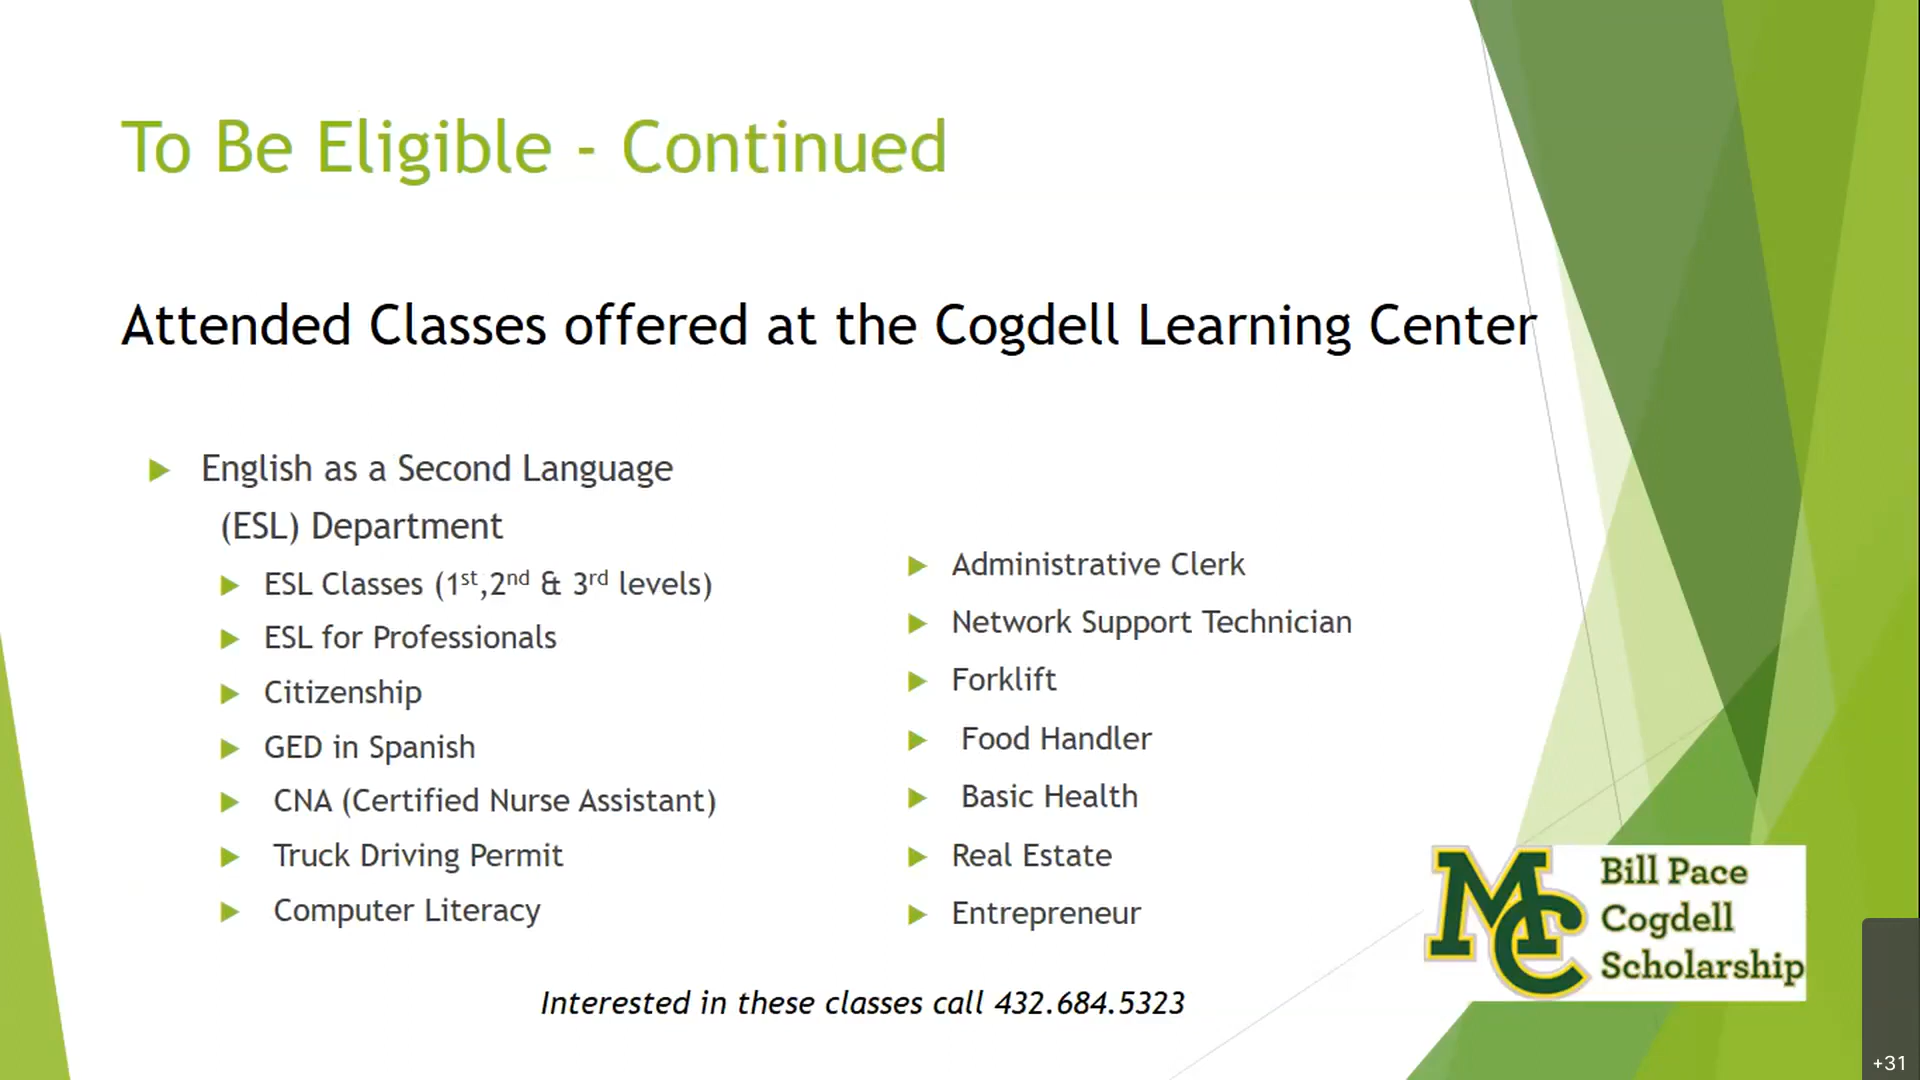 To Be Eligible - Continued
Attended Classes offered at the Cogdell Learning Center
English as a Second Language
(ESL) Department
ESL Classes (1st,2nd & 3rd levels)
ESL for Professionals
Citizenship
GED in Spanish
CNA (Certified Nurse Assistant)
Truck Driving Permit
Computer Literacy
Administrative Clerk
Network Support Technician
Forklift
Food Handler
Basic Health
Real Estate
Entrepreneur
Interested in these classes call 432.684.5323
MC
Bill Pace
Cogdell
Scholarship
+31